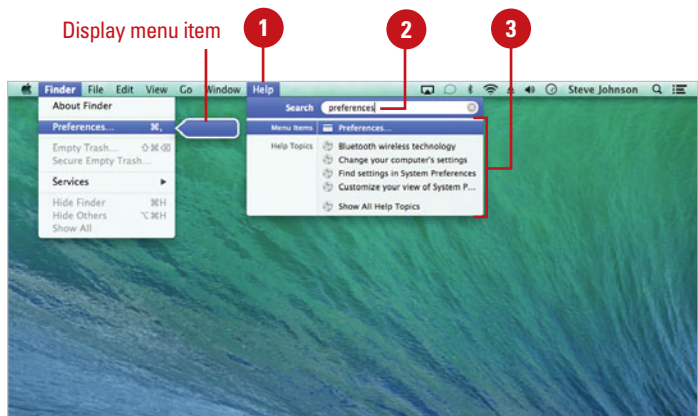 Display menu item
1
2
3
Finder File Edit View Go Window Help Steve Johnson
About Finder
Preferences... ⌘,
Empty Trash... ⇧⌘⌫
Secure Empty Trash...
Services ▶
Hide Finder ⌘H
Hide Others ⌥⌘H
Show All
Search preferences
Menu Items Preferences...
Help Topics Bluetooth wireless technology
Change your computer's settings
Find settings in System Preferences
Customize your view of System P...
Show All Help Topics